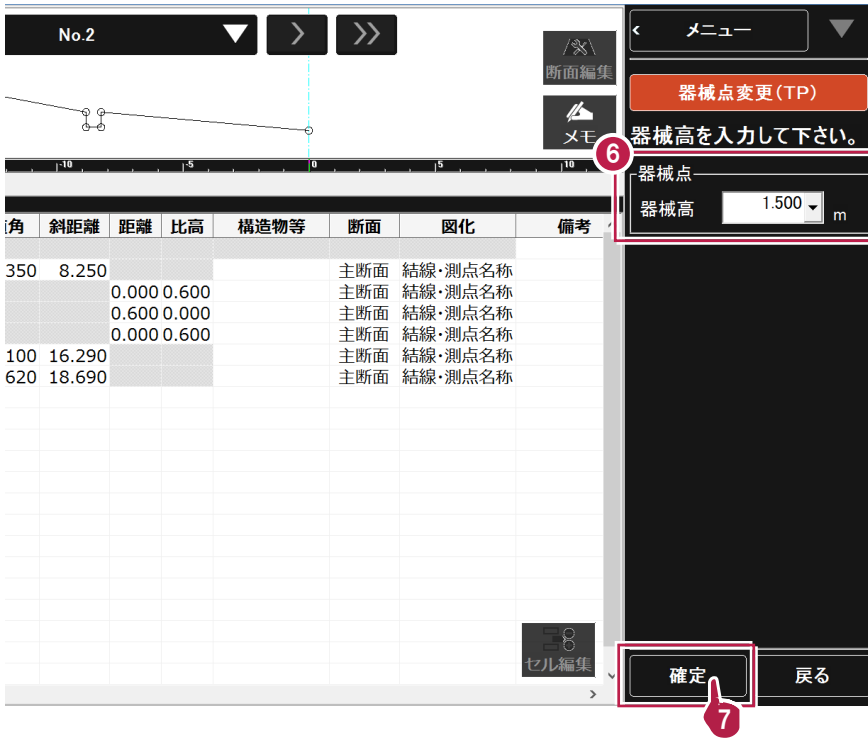 No.2
断面編集
メモ
-10 -5 0 5 10
角 斜距離 距離 比高 構造物等 断面 図化 備考
350 8.250 主断面 結線・測点名称
0.000 0.600 主断面 結線・測点名称
0.600 0.000 主断面 結線・測点名称
0.000 0.600 主断面 結線・測点名称
100 16.290 主断面 結線・測点名称
620 18.690 主断面 結線・測点名称
セル編集
メニュー
器械点変更(TP)
器械高を入力して下さい。
6
器械点
器械高 1.500 m
確定 戻る
7